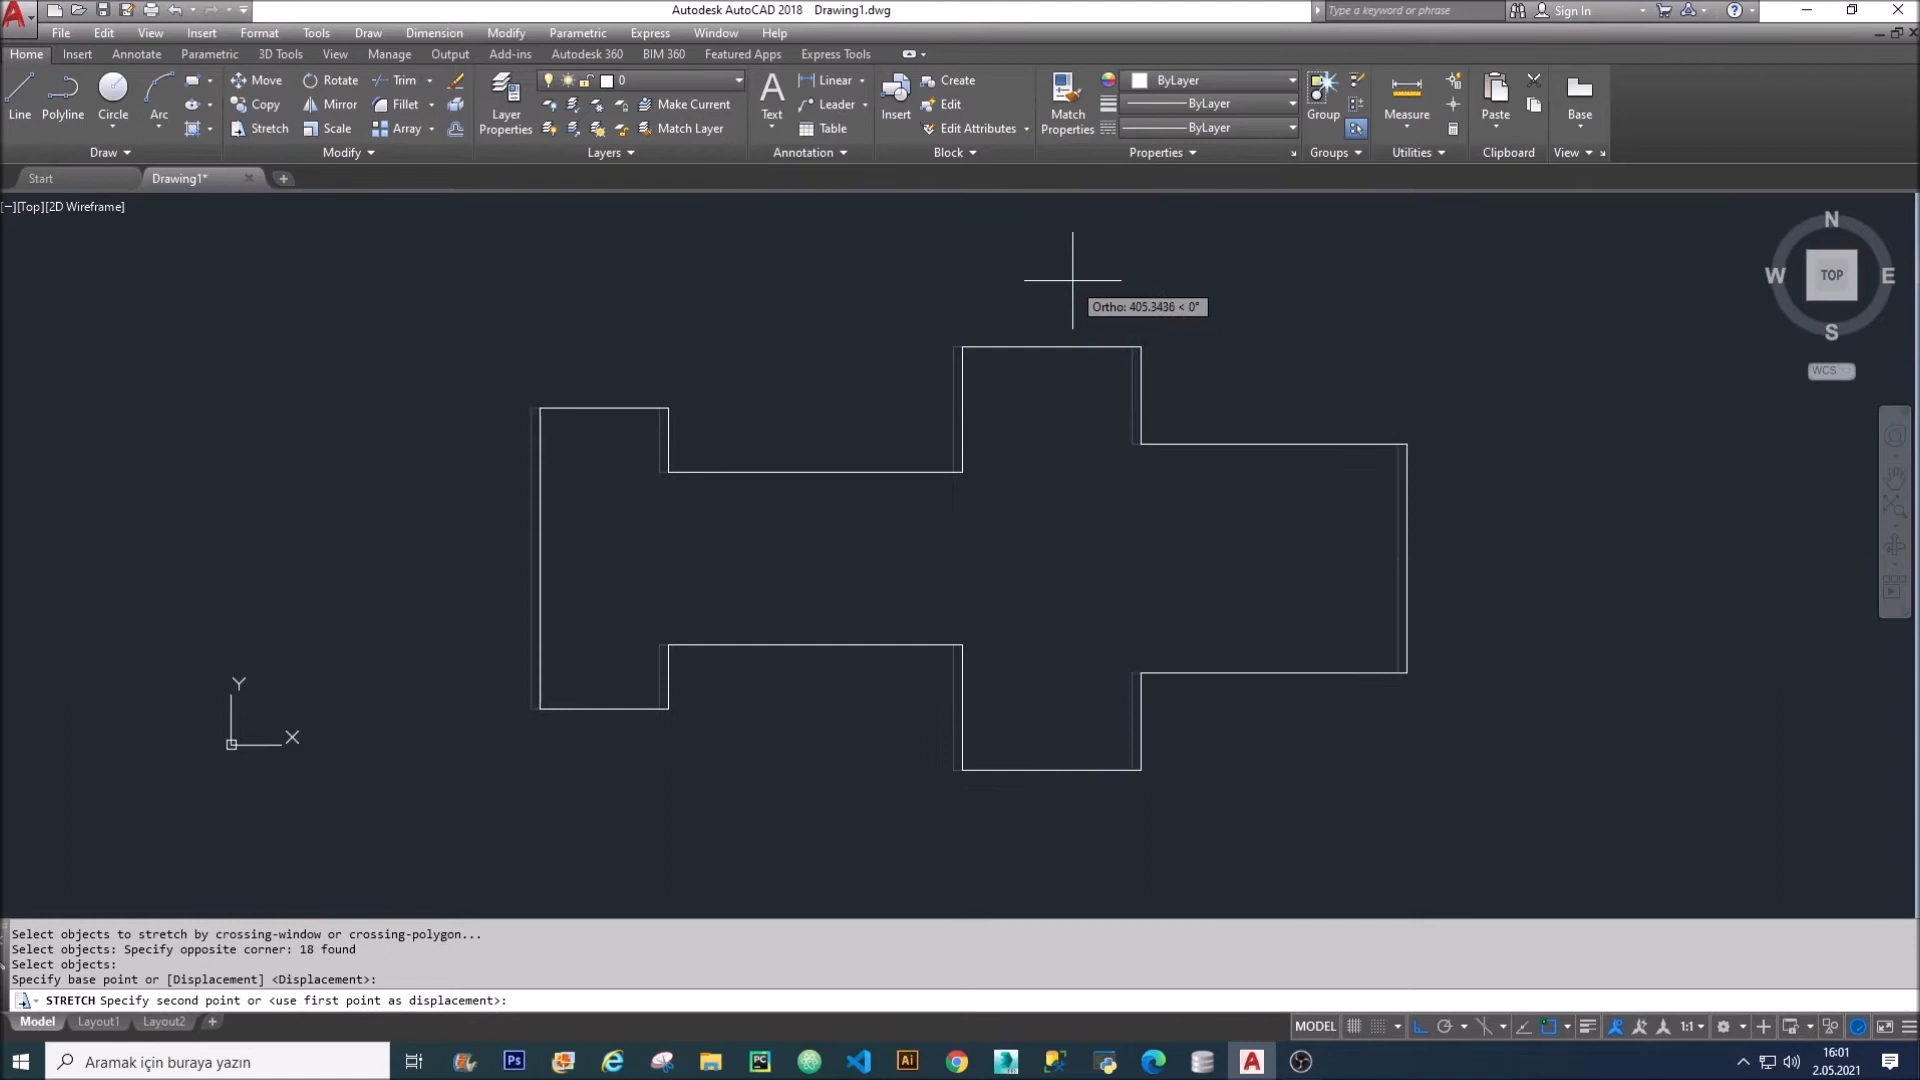 Autodesk AutoCAD 2018 Drawing1.dwg
Type a keyword or phrase
Sign In
File Edit View Insert Format Tools Draw Dimension Modify Parametric Express Window Help
Home Insert Annotate Parametric 3D Tools View Manage Output Add-ins Autodesk 360 BIM 360 Featured Apps Express Tools
Line Polyline Circle Arc
Move Rotate Trim
Copy Mirror Fillet
Stretch Scale Array
Layer Properties
0
Make Current
Match Layer
Text
Linear
Leader
Table
Insert
Create
Edit
Edit Attributes
Match Properties
ByLayer
ByLayer
ByLayer
Group
Measure
Paste
Base
Draw Modify Layers Annotation Block Properties Groups Utilities Clipboard View
Start Drawing1*
[−][Top][2D Wireframe]
N
W TOP E
S
WCS
Ortho: 405.3436 < 0°
Y
X
Select objects to stretch by crossing-window or crossing-polygon...
Select objects: Specify opposite corner: 18 found
Select objects:
Specify base point or [Displacement] <Displacement>:
STRETCH Specify second point or <use first point as displacement>:
Model Layout1 Layout2
MODEL 1:1
Aramak için buraya yazın
Ps
PC
Ai
A
16:01
2.05.2021